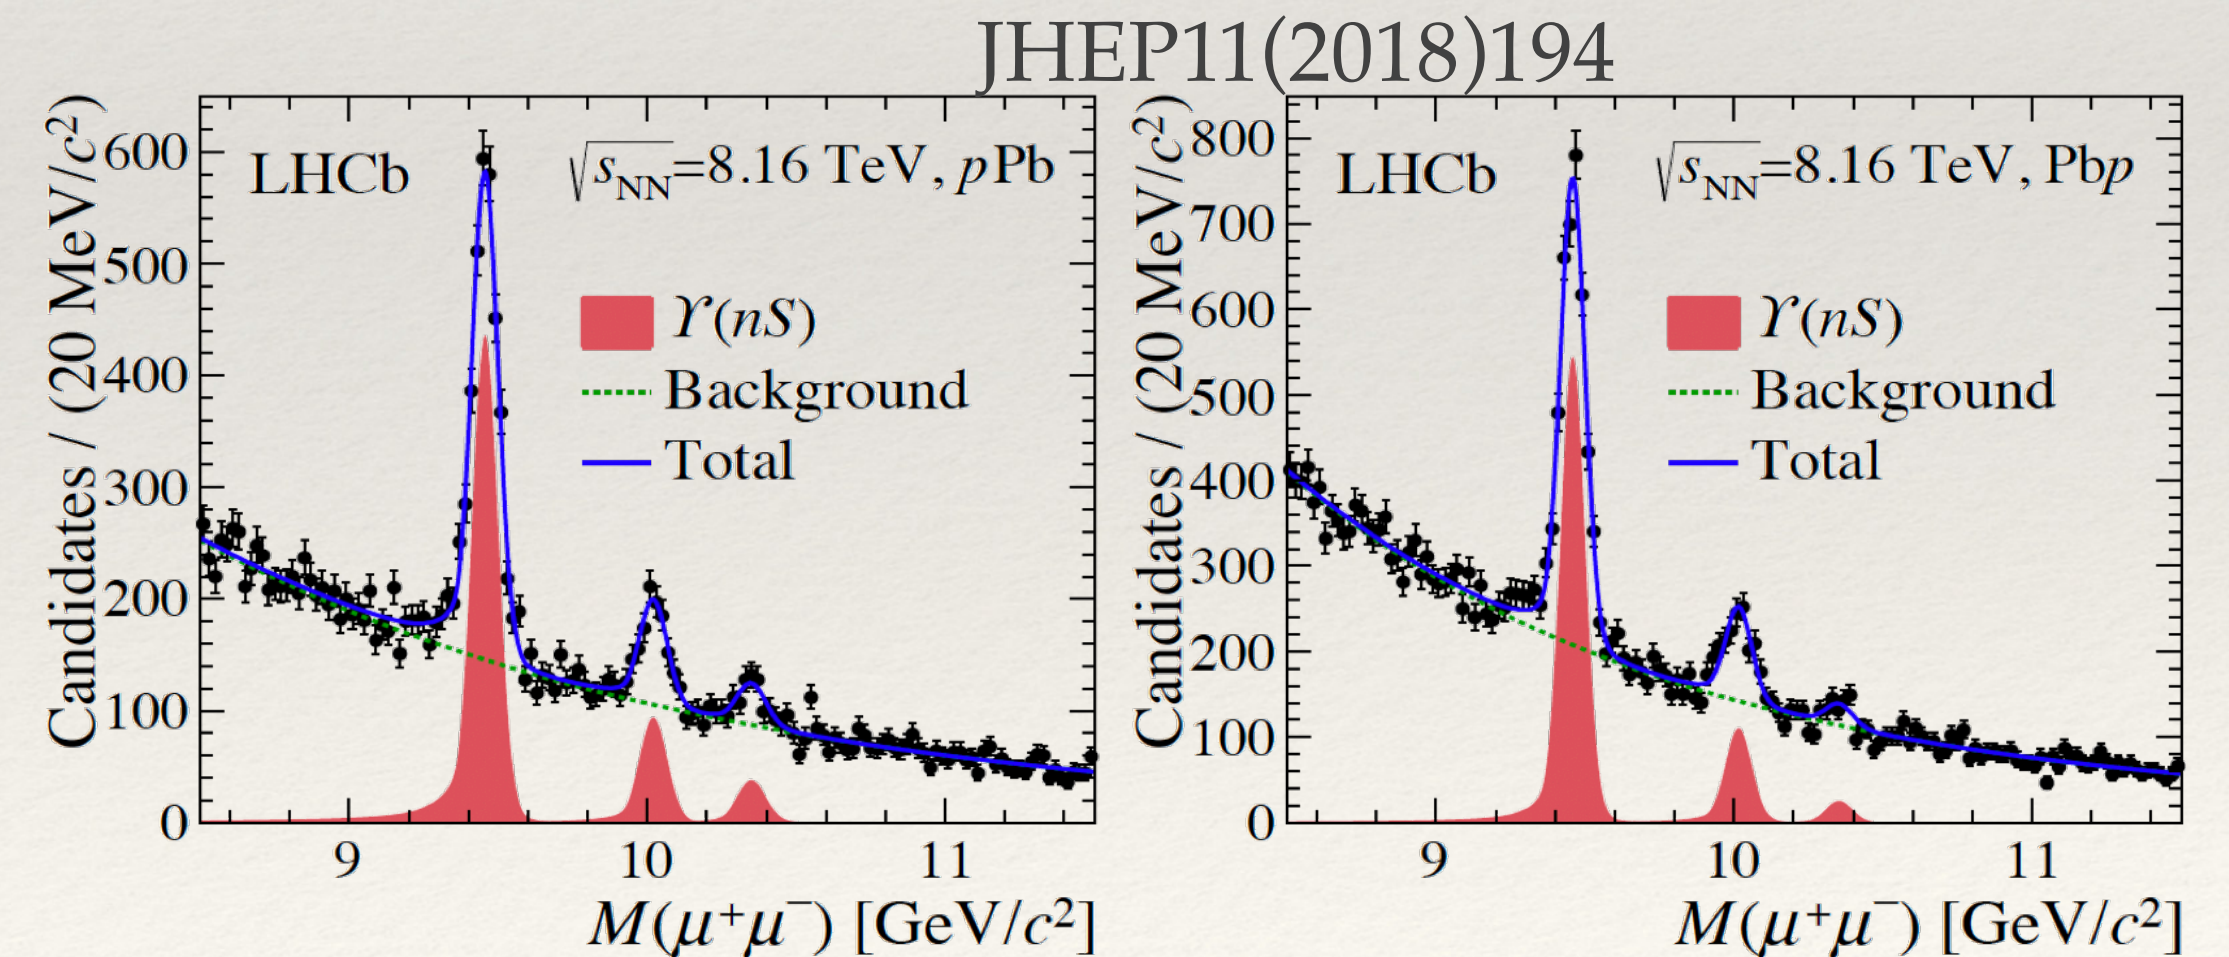 JHEP11(2018)194
Candidates / (20 MeV/c²)
600
500
400
300
200
100
0
LHCb
√sNN=8.16 TeV, pPb
ϒ(nS)
Background
Total
9 10 11
M(μ⁺μ⁻) [GeV/c²]
Candidates / (20 MeV/c²)
800
700
600
500
400
300
200
100
0
LHCb
√sNN=8.16 TeV, Pbp
ϒ(nS)
Background
Total
9 10 11
M(μ⁺μ⁻) [GeV/c²]